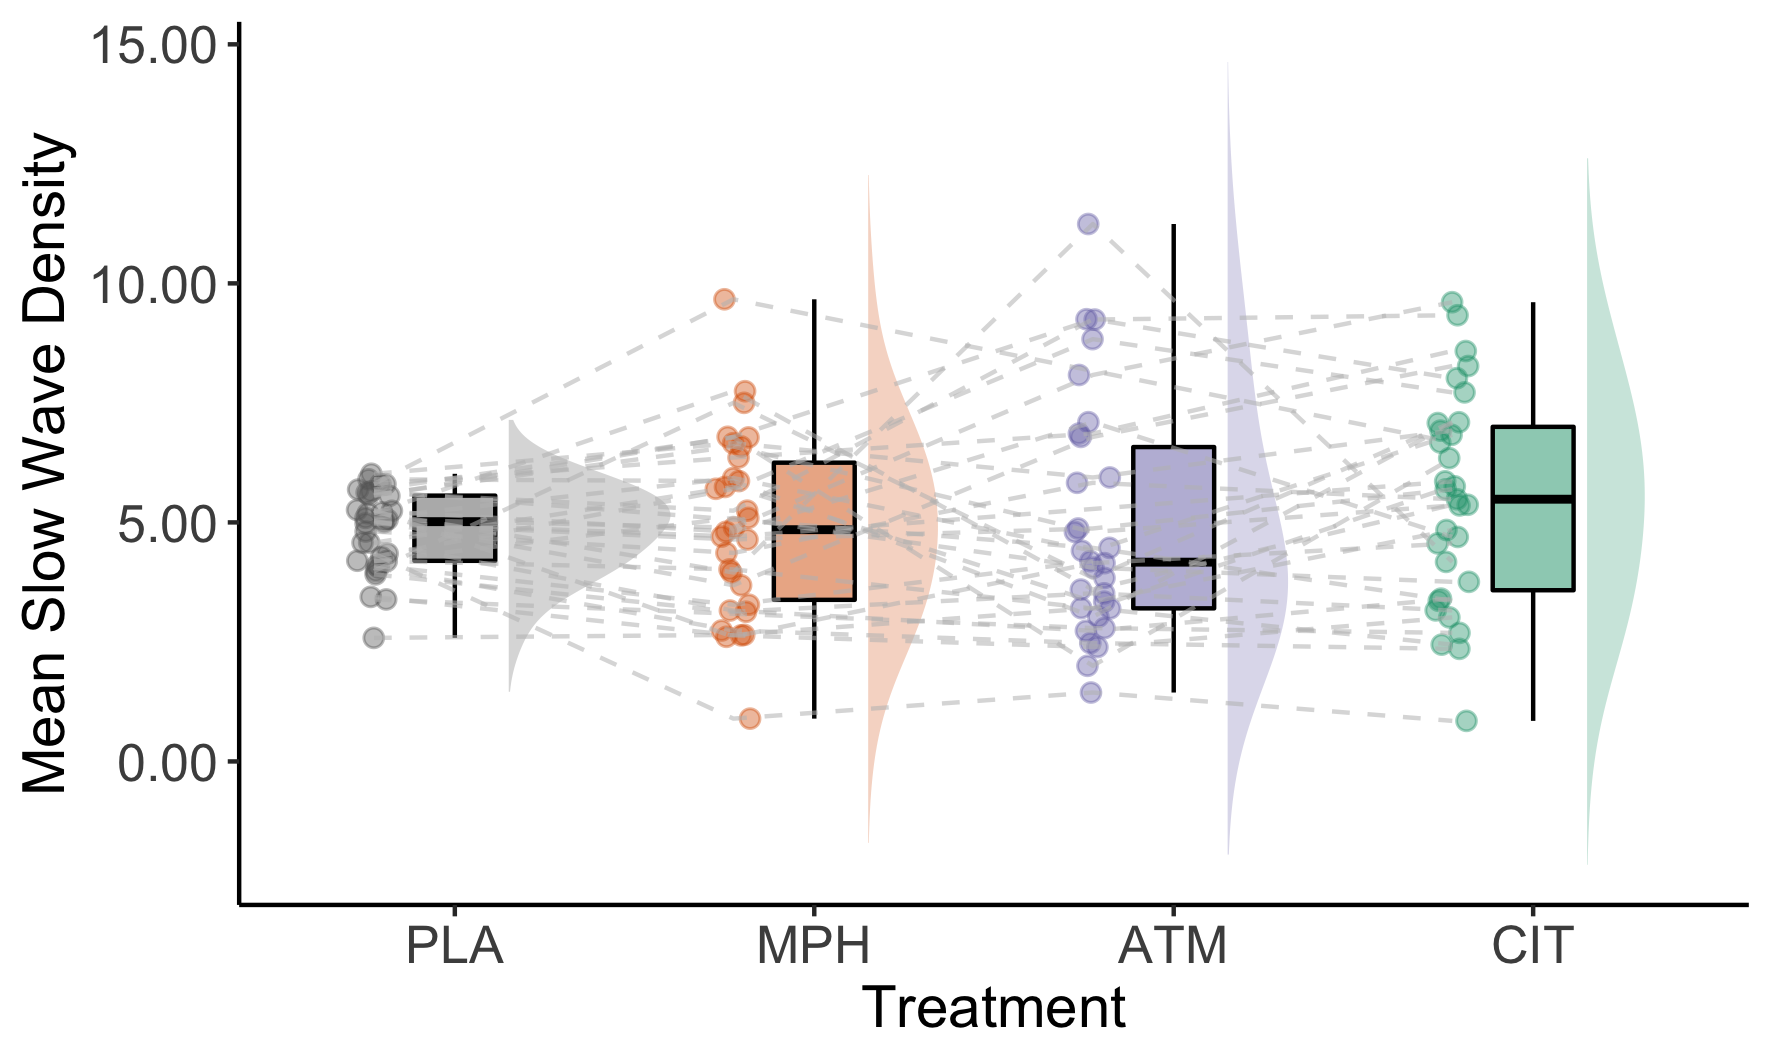 Mean Slow Wave Density
15.00
10.00
5.00
0.00
PLA MPH ATM CIT
Treatment